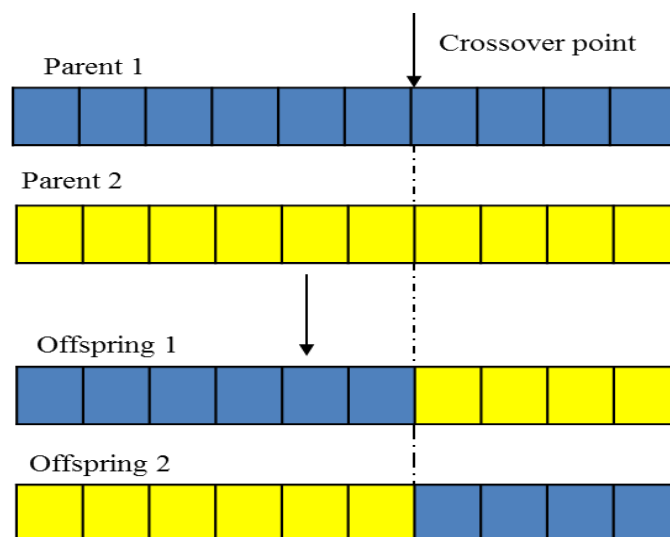 Crossover point
Parent 1
Parent 2
Offspring 1
Offspring 2